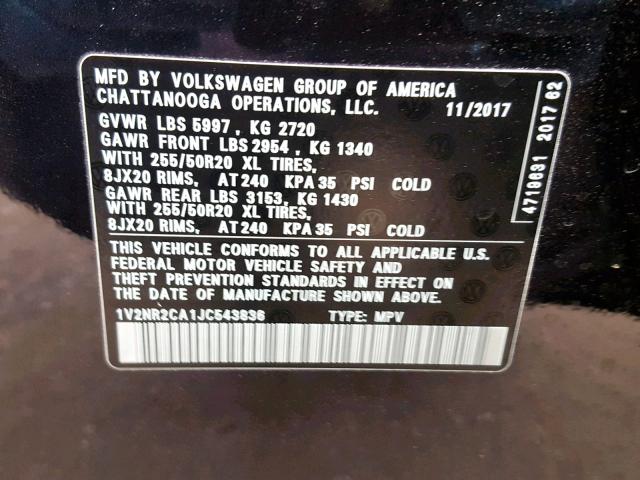 MFD BY VOLKSWAGEN GROUP OF AMERICA
CHATTANOOGA OPERATIONS, LLC. 11/2017
GVWR LBS 5997 , KG 2720
GAWR FRONT LBS 2954 , KG 1340
WITH 255/50R20 XL TIRES,
8JX20 RIMS, AT 240 KPA 35 PSI COLD
GAWR REAR LBS 3153, KG 1430
WITH 255/50R20 XL TIRES,
8JX20 RIMS, AT 240 KPA 35 PSI COLD
THIS VEHICLE CONFORMS TO ALL APPLICABLE U.S.
FEDERAL MOTOR VEHICLE SAFETY AND
THEFT PREVENTION STANDARDS IN EFFECT ON
THE DATE OF MANUFACTURE SHOWN ABOVE.
1V2NR2CA1JC543836 TYPE: MPV
4719631 2017 62